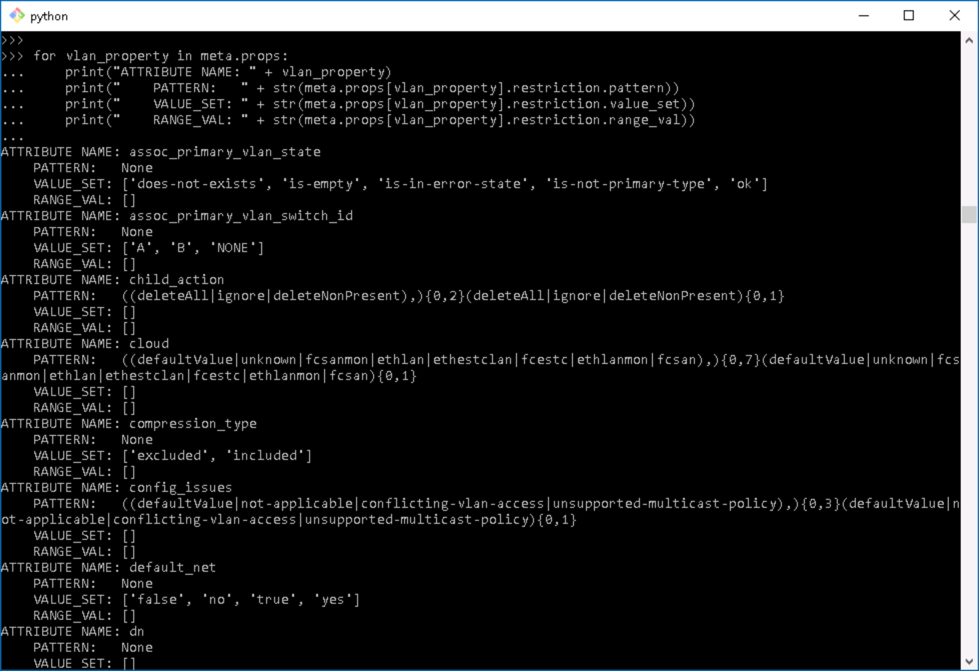 python
>>>
>>> for vlan_property in meta.props:
...     print("ATTRIBUTE NAME: " + vlan_property)
...     print("    PATTERN:   " + str(meta.props[vlan_property].restriction.pattern))
...     print("    VALUE_SET: " + str(meta.props[vlan_property].restriction.value_set))
...     print("    RANGE_VAL: " + str(meta.props[vlan_property].restriction.range_val))
...
ATTRIBUTE NAME: assoc_primary_vlan_state
    PATTERN:   None
    VALUE_SET: ['does-not-exists', 'is-empty', 'is-in-error-state', 'is-not-primary-type', 'ok']
    RANGE_VAL: []
ATTRIBUTE NAME: assoc_primary_vlan_switch_id
    PATTERN:   None
    VALUE_SET: ['A', 'B', 'NONE']
    RANGE_VAL: []
ATTRIBUTE NAME: child_action
    PATTERN:   ((deleteAll|ignore|deleteNonPresent),){0,2}(deleteAll|ignore|deleteNonPresent){0,1}
    VALUE_SET: []
    RANGE_VAL: []
ATTRIBUTE NAME: cloud
    PATTERN:   ((defaultValue|unknown|fcsanmon|ethlan|ethestclan|fcestc|ethlanmon|fcsan),){0,7}(defaultValue|unknown|fcs
anmon|ethlan|ethestclan|fcestc|ethlanmon|fcsan){0,1}
    VALUE_SET: []
    RANGE_VAL: []
ATTRIBUTE NAME: compression_type
    PATTERN:   None
    VALUE_SET: ['excluded', 'included']
    RANGE_VAL: []
ATTRIBUTE NAME: config_issues
    PATTERN:   ((defaultValue|not-applicable|conflicting-vlan-access|unsupported-multicast-policy),){0,3}(defaultValue|n
ot-applicable|conflicting-vlan-access|unsupported-multicast-policy){0,1}
    VALUE_SET: []
    RANGE_VAL: []
ATTRIBUTE NAME: default_net
    PATTERN:   None
    VALUE_SET: ['false', 'no', 'true', 'yes']
    RANGE_VAL: []
ATTRIBUTE NAME: dn
    PATTERN:   None
    VALUE_SET: []